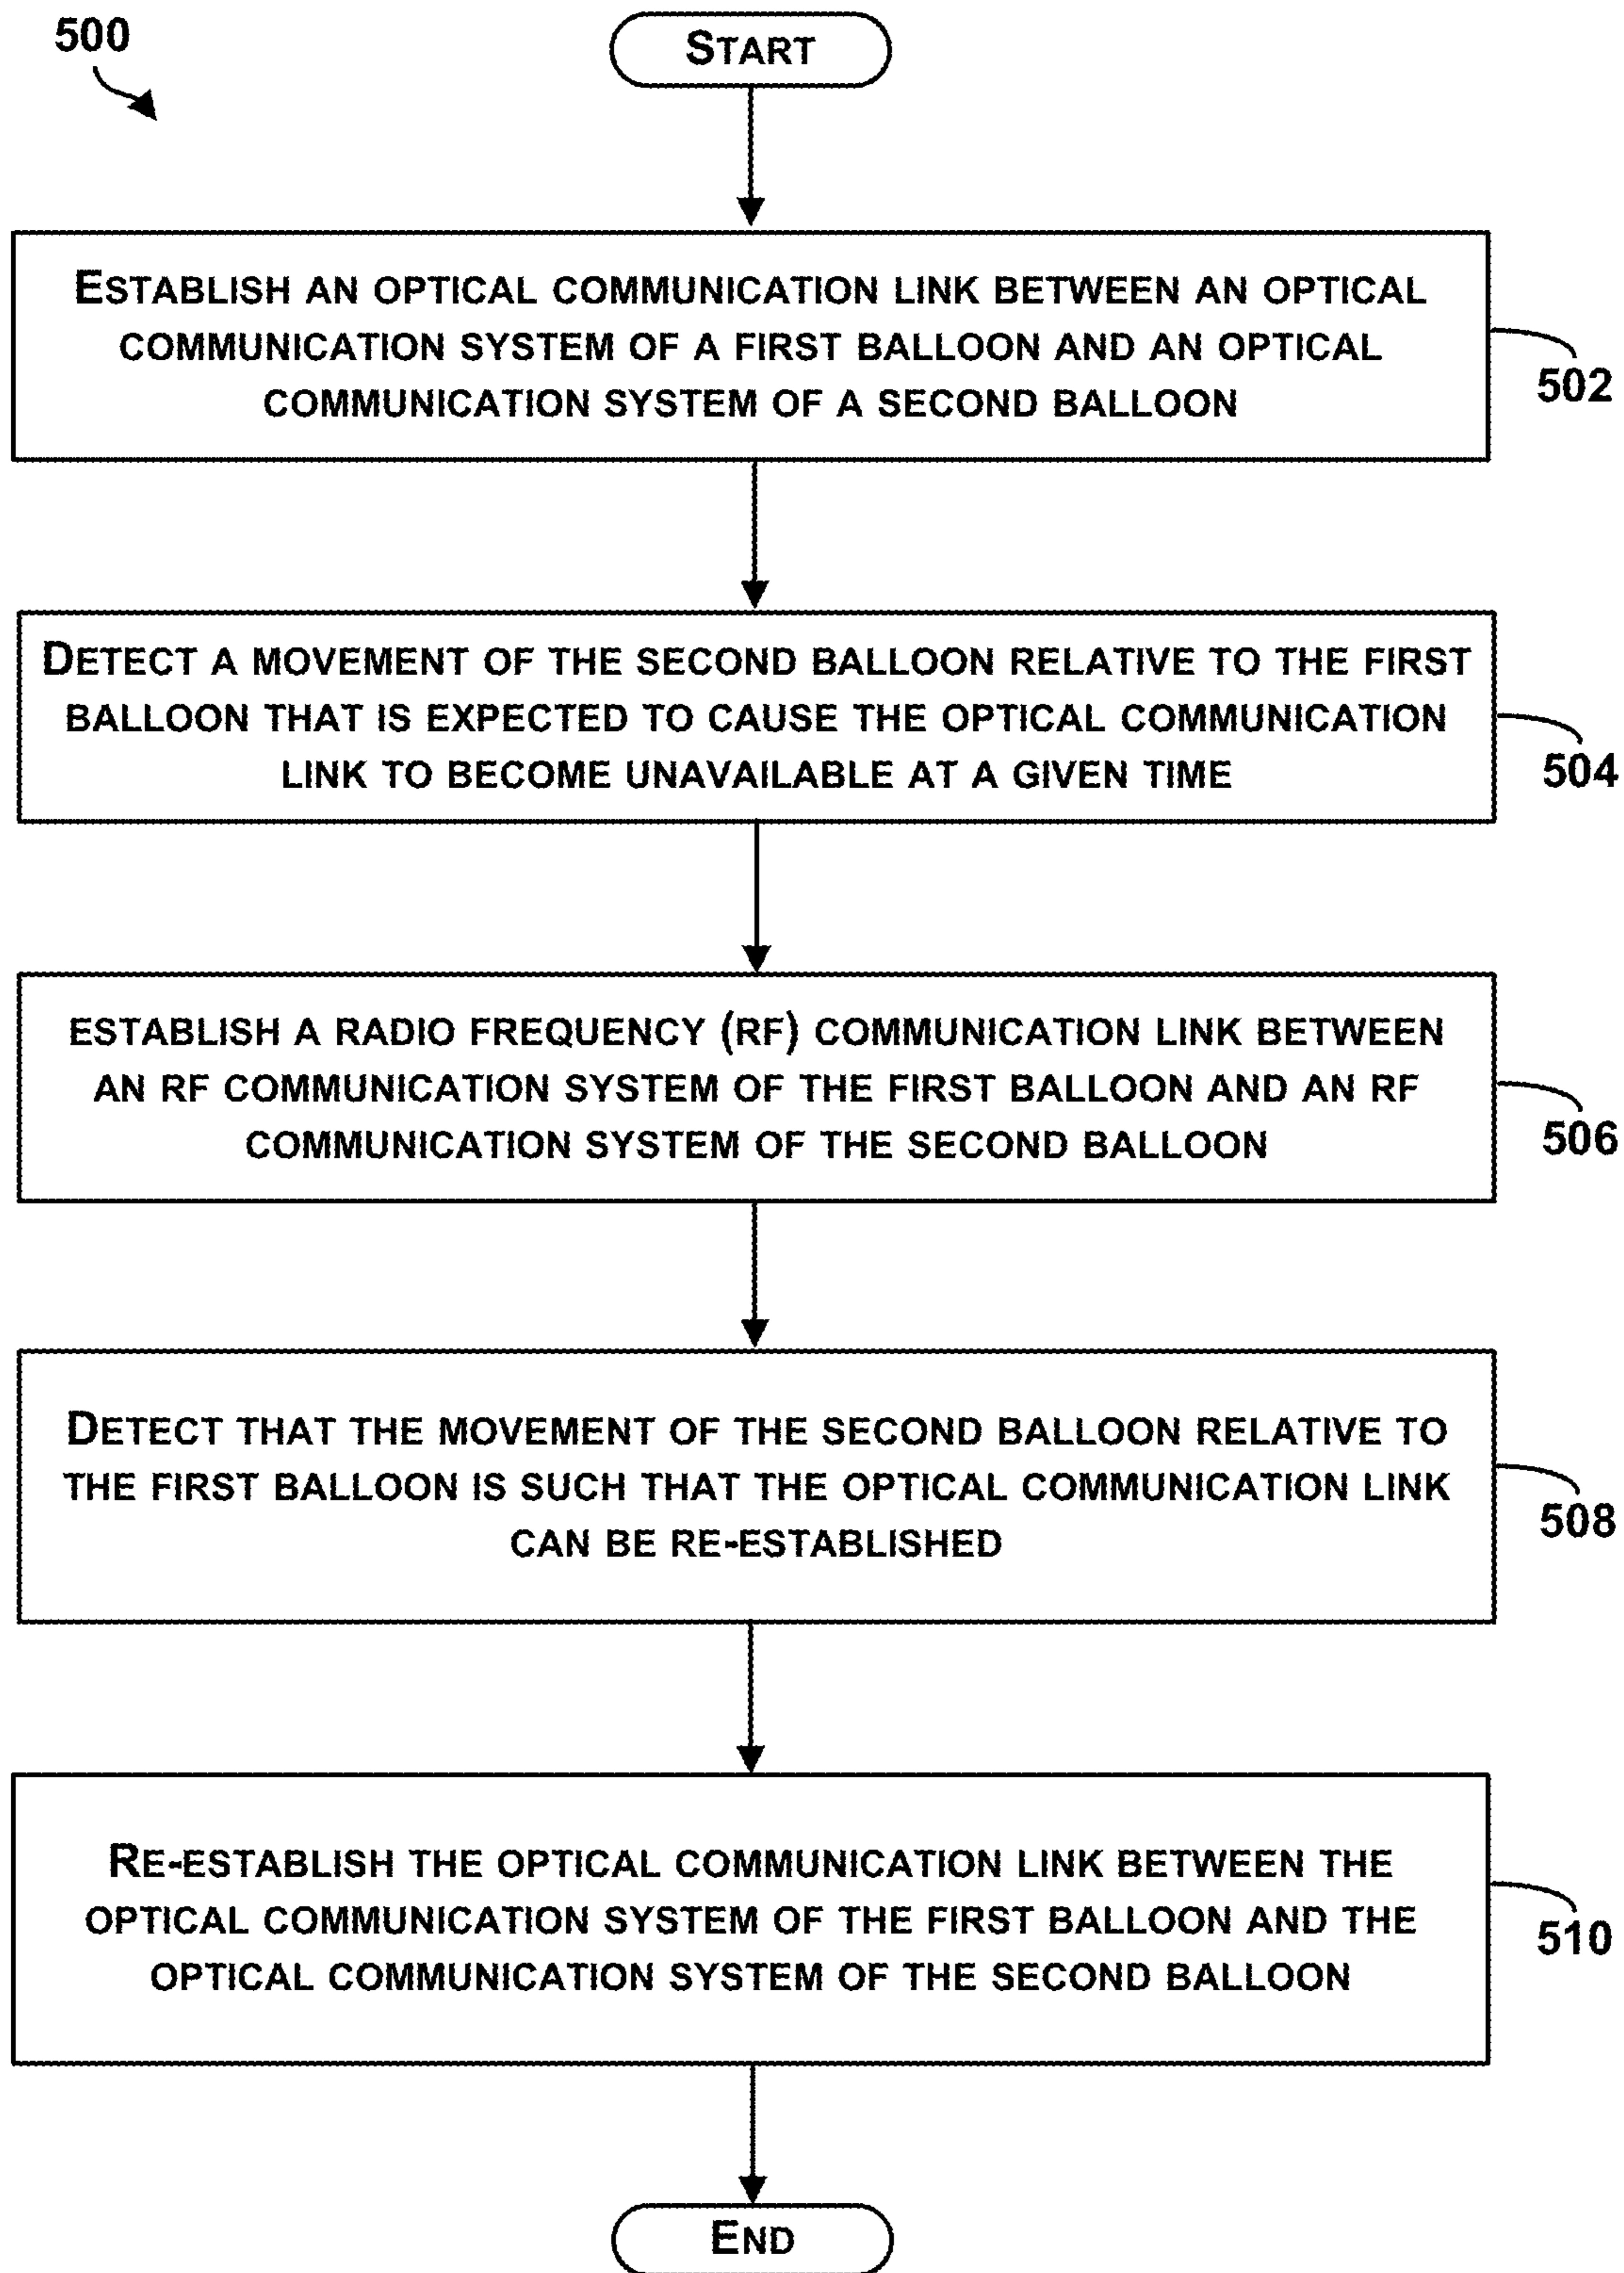 500
START
ESTABLISH AN OPTICAL COMMUNICATION LINK BETWEEN AN OPTICAL
COMMUNICATION SYSTEM OF A FIRST BALLOON AND AN OPTICAL
COMMUNICATION SYSTEM OF A SECOND BALLOON
502
DETECT A MOVEMENT OF THE SECOND BALLOON RELATIVE TO THE FIRST
BALLOON THAT IS EXPECTED TO CAUSE THE OPTICAL COMMUNICATION
LINK TO BECOME UNAVAILABLE AT A GIVEN TIME
504
ESTABLISH A RADIO FREQUENCY (RF) COMMUNICATION LINK BETWEEN
AN RF COMMUNICATION SYSTEM OF THE FIRST BALLOON AND AN RF
COMMUNICATION SYSTEM OF THE SECOND BALLOON
506
DETECT THAT THE MOVEMENT OF THE SECOND BALLOON RELATIVE TO
THE FIRST BALLOON IS SUCH THAT THE OPTICAL COMMUNICATION LINK
CAN BE RE-ESTABLISHED
508
RE-ESTABLISH THE OPTICAL COMMUNICATION LINK BETWEEN THE
OPTICAL COMMUNICATION SYSTEM OF THE FIRST BALLOON AND THE
OPTICAL COMMUNICATION SYSTEM OF THE SECOND BALLOON
510
END